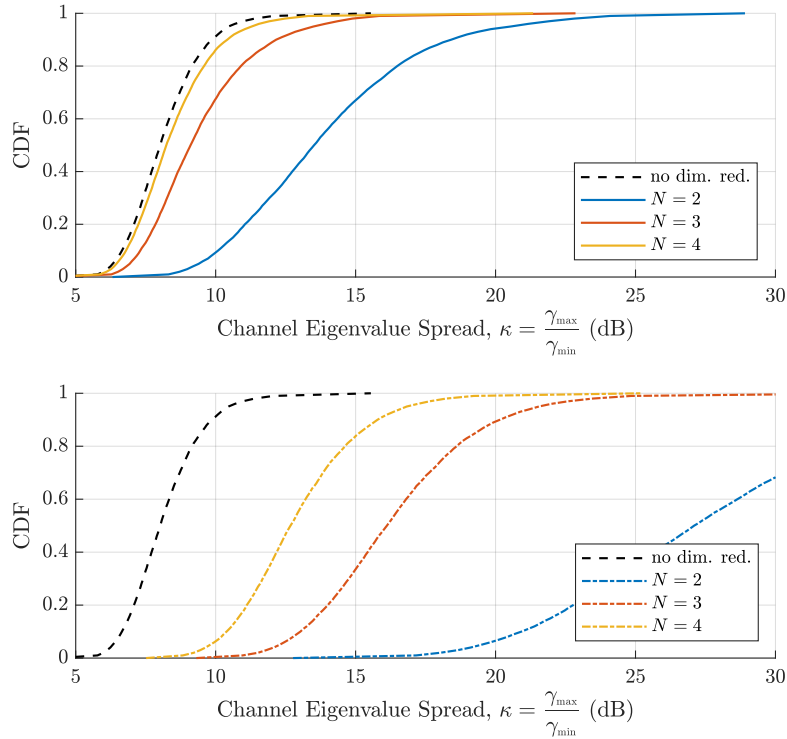 1
0.8
0.6
0.4
0.2
0
CDF
5 10 15 20 25 30
no dim. red.
N = 2
N = 3
N = 4
Channel Eigenvalue Spread, κ = γmax/γmin (dB)
1
0.8
0.6
0.4
0.2
0
CDF
5 10 15 20 25 30
no dim. red.
N = 2
N = 3
N = 4
Channel Eigenvalue Spread, κ = γmax/γmin (dB)